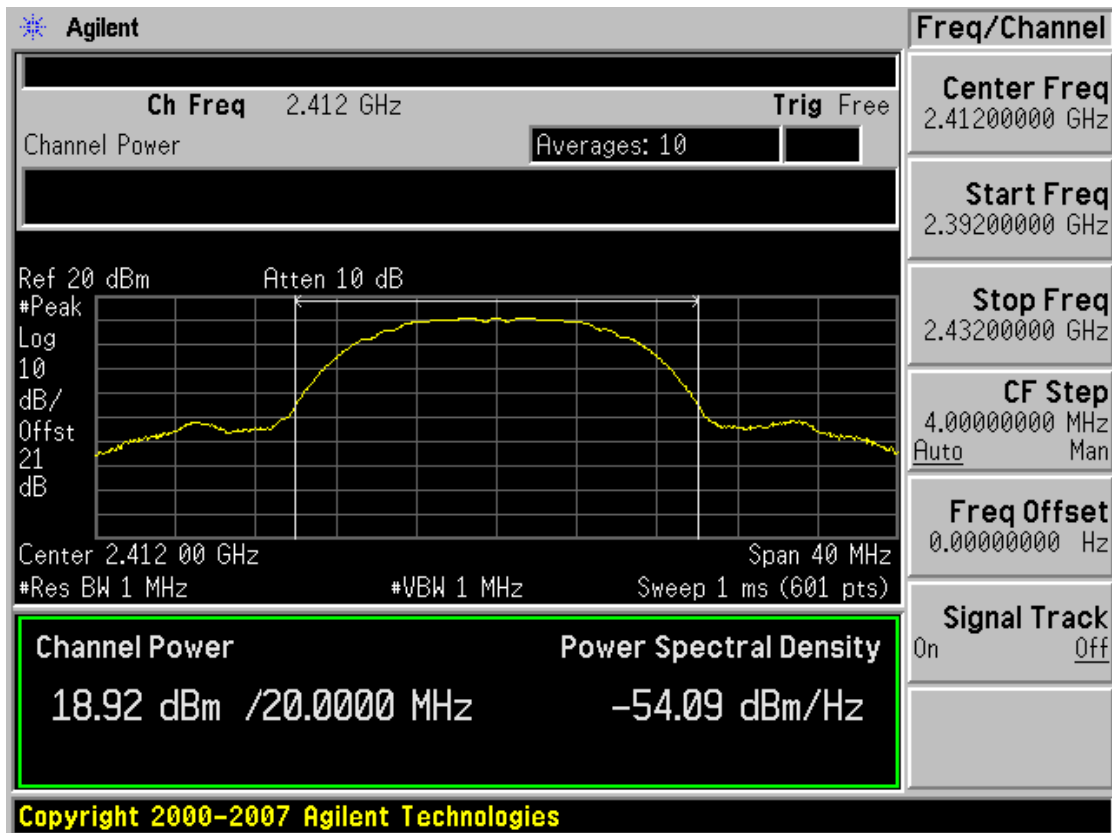 Agilent
Freq/Channel
Ch Freq 2.412 GHz Trig Free
Channel Power Averages: 10
Ref 20 dBm Atten 10 dB
#Peak
Log
10
dB/
Offst
21
dB
Center 2.412 00 GHz Span 40 MHz
#Res BW 1 MHz #VBW 1 MHz Sweep 1 ms (601 pts)
Channel Power Power Spectral Density
18.92 dBm /20.0000 MHz -54.09 dBm/Hz
Center Freq
2.41200000 GHz
Start Freq
2.39200000 GHz
Stop Freq
2.43200000 GHz
CF Step
4.00000000 MHz
Auto Man
Freq Offset
0.00000000 Hz
Signal Track
On Off
Copyright 2000-2007 Agilent Technologies